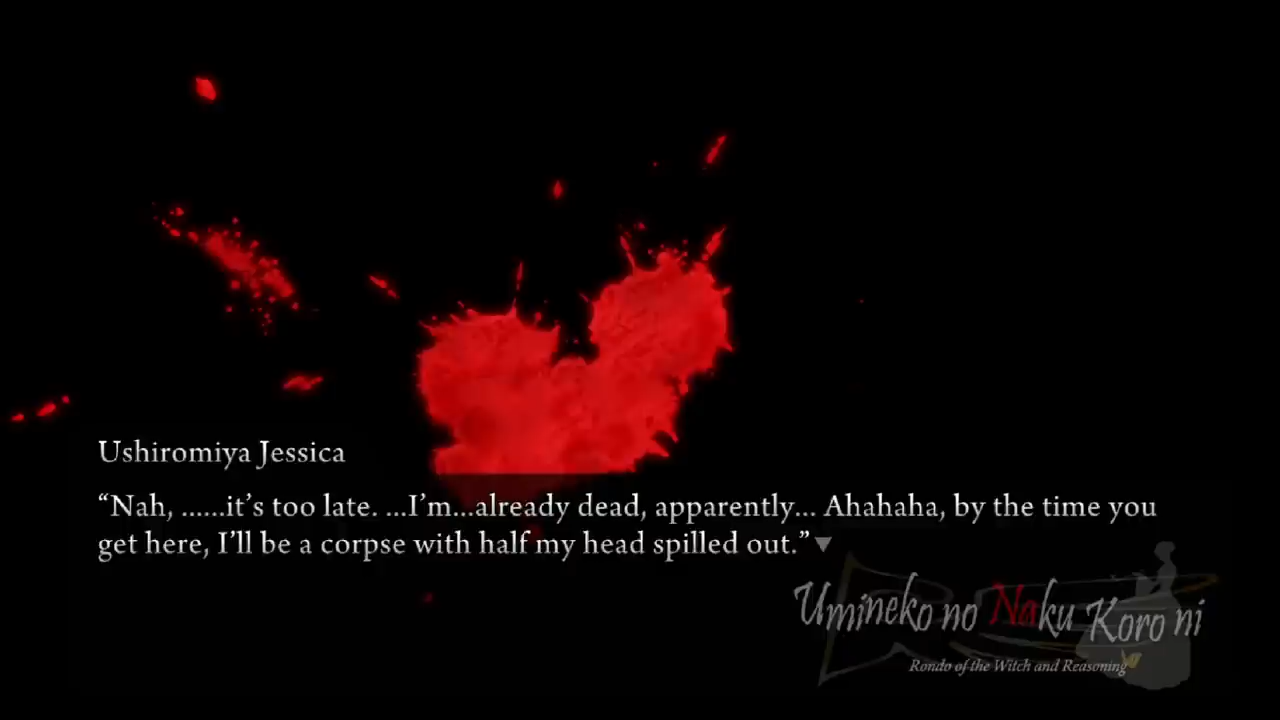 Ushiromiya Jessica
“Nah, ......it's too late. ...I'm...already dead, apparently... Ahahaha, by the time you
get here, I'll be a corpse with half my head spilled out.”
Umineko no Naku Koro ni
Rondo of the Witch and Reasoning